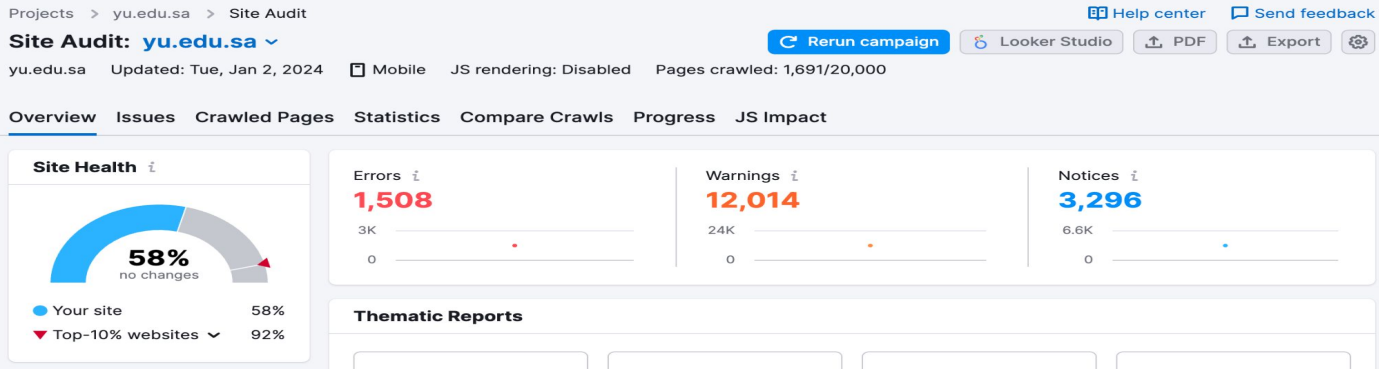 Projects > yu.edu.sa > Site Audit
Help center Send feedback
Site Audit: yu.edu.sa
Rerun campaign Looker Studio PDF Export
yu.edu.sa Updated: Tue, Jan 2, 2024 Mobile JS rendering: Disabled Pages crawled: 1,691/20,000
Overview Issues Crawled Pages Statistics Compare Crawls Progress JS Impact
Site Health i
58%
no changes
Your site 58%
Top-10% websites 92%
Errors i
1,508
3K
0
Warnings i
12,014
24K
0
Notices i
3,296
6.6K
0
Thematic Reports